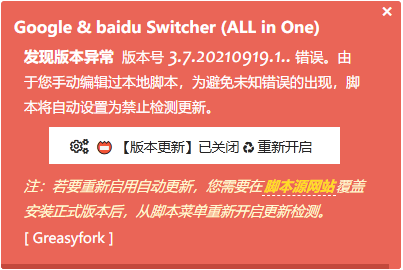 Google & baidu Switcher (ALL in One)
发现版本异常 版本号 3.7.20210919.1.. 错误。由
于您手动编辑过本地脚本，为避免未知错误的出现，脚
本将自动设置为禁止检测更新。
【版本更新】已关闭 ♻ 重新开启
注：若要重新启用自动更新，您需要在 脚本源网站 覆盖
安装正式版本后，从脚本菜单重新开启更新检测。
[ Greasyfork ]